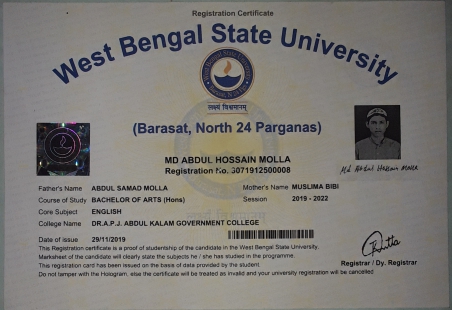 Registration Certificate
West Bengal State University
लक्ष्यं विश्वमानम्
(Barasat, North 24 Parganas)
MD ABDUL HOSSAIN MOLLA
Registration No. 3071912500008
Md Abdul Hossain MOLLA
Father's Name ABDUL SAMAD MOLLA Mother's Name MUSLIMA BIBI
Course of Study BACHELOR OF ARTS (Hons) Session 2019 - 2022
Core Subject ENGLISH
College Name DR.A.P.J. ABDUL KALAM GOVERNMENT COLLEGE
Date of issue 29/11/2019
This Registration certificate is a proof of studentship of the candidate in the West Bengal State University.
Marksheet of the candidate will clearly state the subjects he / she has studied in the programme.
This registration card has been issued on the basis of data provided by the student
Do not tamper with the Hologram, else the certificate will be treated as invalid and your university registration will be cancelled
Registrar / Dy. Registrar